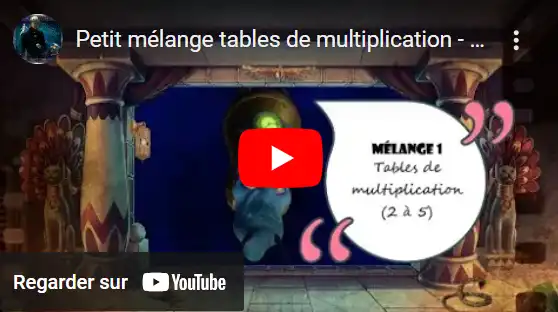 Petit mélange tables de multiplication - ...
MÉLANGE 1
Tables de
multiplication
(2 à 5)
Regarder sur YouTube